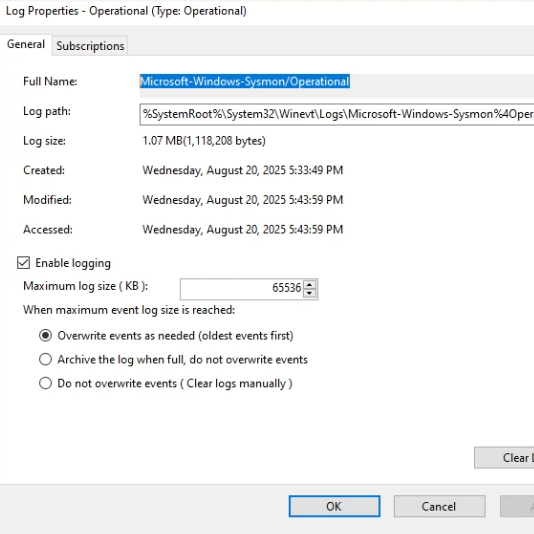 Log Properties - Operational (Type: Operational)
General
Subscriptions
Full Name: Microsoft-Windows-Sysmon/Operational
Log path: %SystemRoot%\System32\Winevt\Logs\Microsoft-Windows-Sysmon%4Oper
Log size: 1.07 MB(1,118,208 bytes)
Created: Wednesday, August 20, 2025 5:33:49 PM
Modified: Wednesday, August 20, 2025 5:43:59 PM
Accessed: Wednesday, August 20, 2025 5:43:59 PM
Enable logging
Maximum log size ( KB ): 65536
When maximum event log size is reached:
Overwrite events as needed (oldest events first)
Archive the log when full, do not overwrite events
Do not overwrite events ( Clear logs manually )
Clear
OK
Cancel